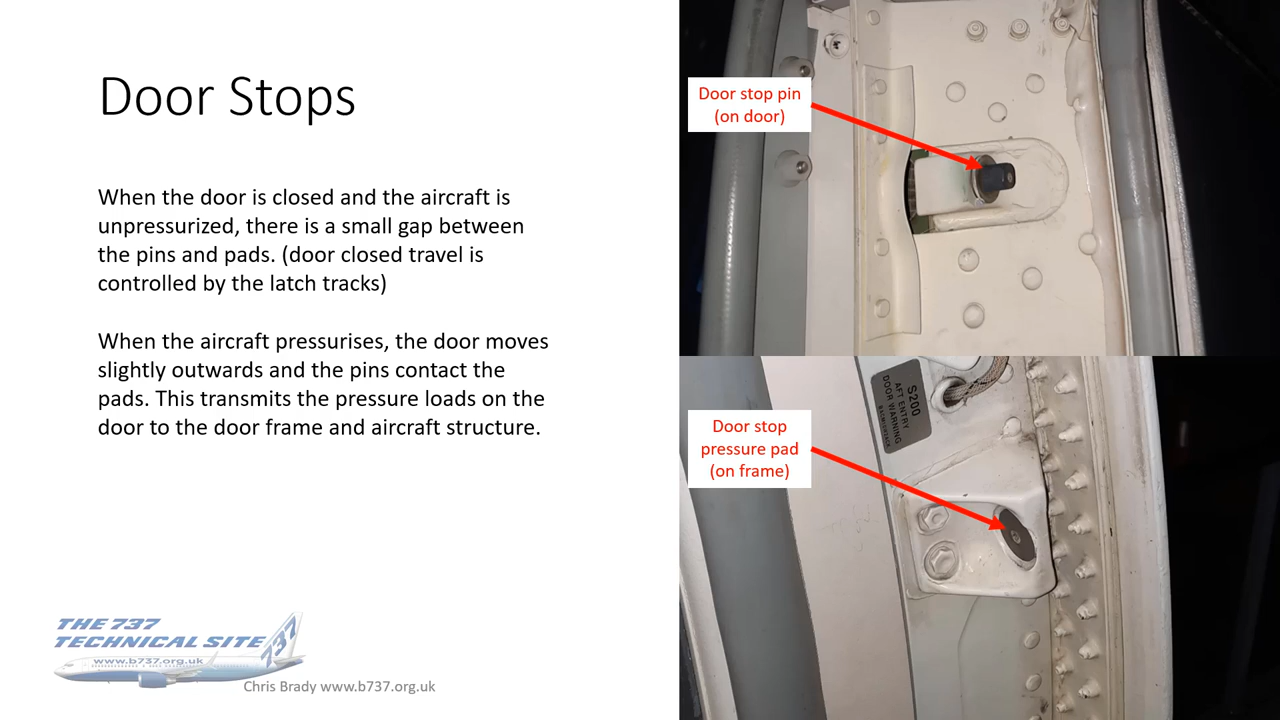 Door Stops
When the door is closed and the aircraft is
unpressurized, there is a small gap between
the pins and pads. (door closed travel is
controlled by the latch tracks)
When the aircraft pressurises, the door moves
slightly outwards and the pins contact the
pads. This transmits the pressure loads on the
door to the door frame and aircraft structure.
Door stop pin
(on door)
S200
AFT ENTRY
DOOR WARNING
Door stop
pressure pad
(on frame)
THE 737
TECHNICAL SITE
737
www.b737.org.uk
Chris Brady www.b737.org.uk